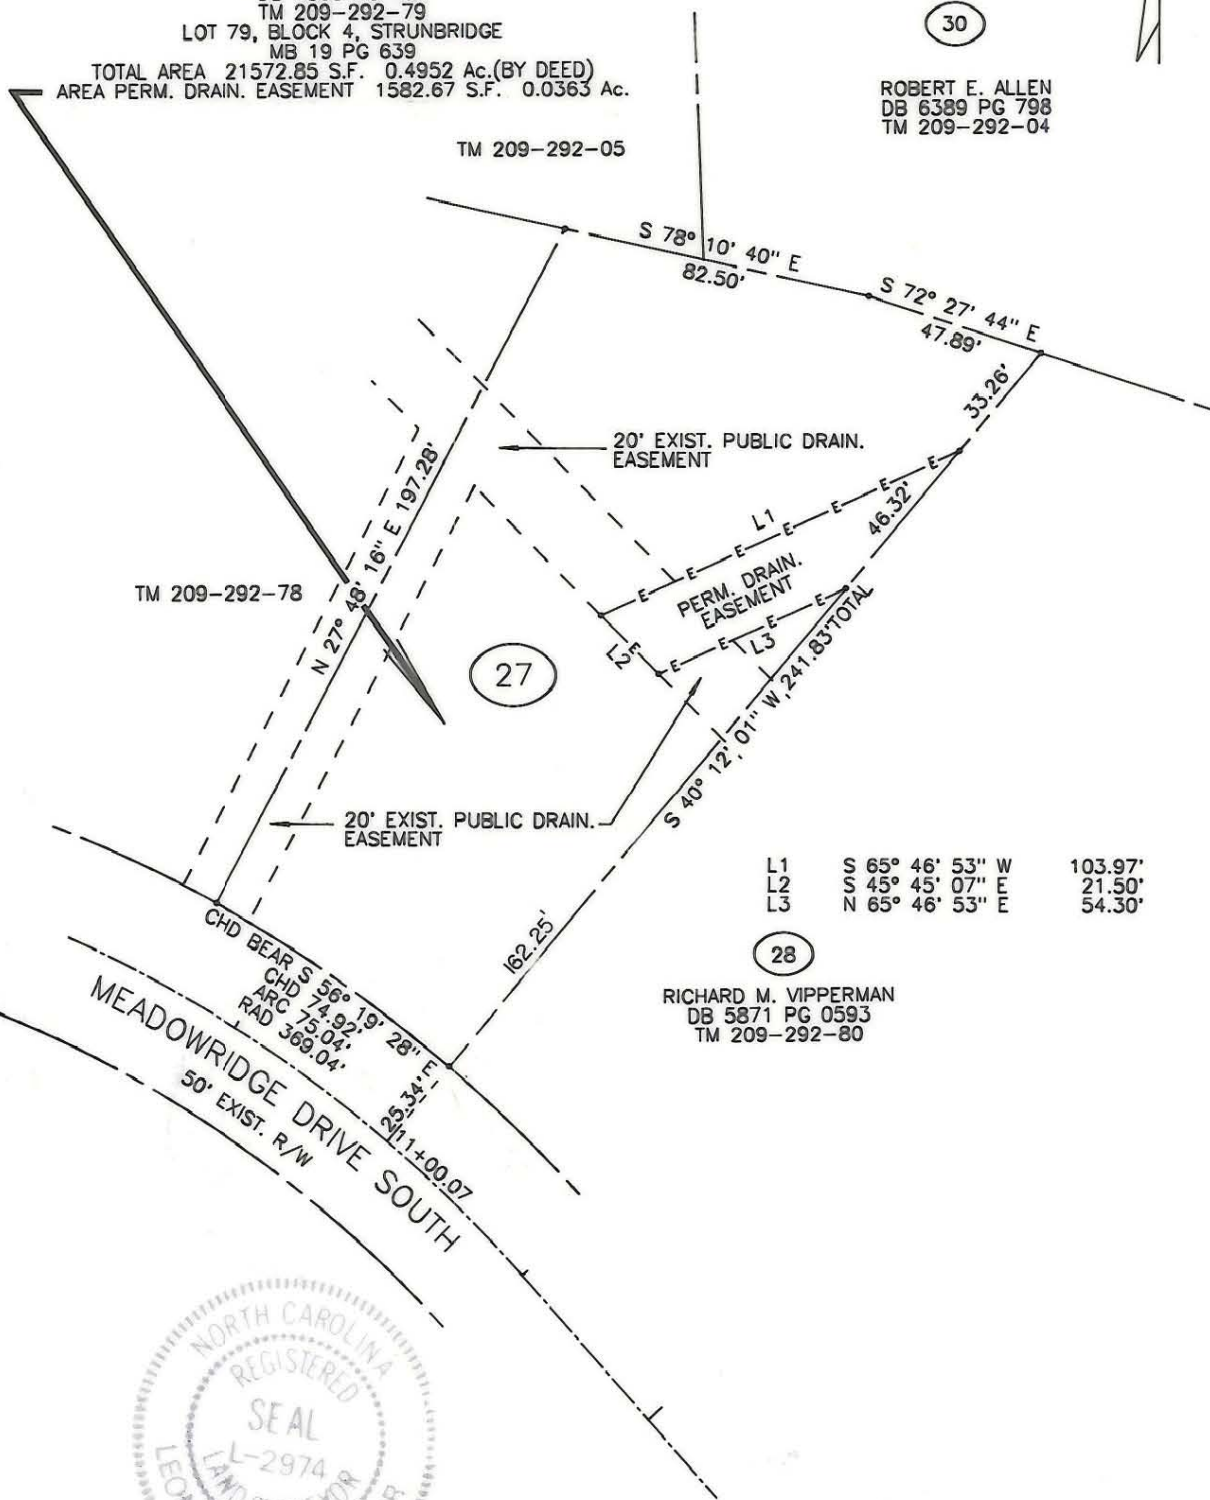 TM 209-292-79
LOT 79, BLOCK 4, STRUNBRIDGE
MB 19 PG 639
TOTAL AREA 21572.85 S.F. 0.4952 Ac.(BY DEED)
AREA PERM. DRAIN. EASEMENT 1582.67 S.F. 0.0363 Ac.
30
ROBERT E. ALLEN
DB 6389 PG 798
TM 209-292-04
TM 209-292-05
S 78° 10' 40" E
82.50'
S 72° 27' 44" E
47.89'
33.26'
20' EXIST. PUBLIC DRAIN.
EASEMENT
N 27° 48' 16" E 197.28'
L1
46.32'
E E E E E E E
PERM. DRAIN.
EASEMENT
TM 209-292-78
L2
E
E E E E
L3
27
S 40° 12' 01" W 241.83'TOTAL
20' EXIST. PUBLIC DRAIN.
EASEMENT
L1 S 65° 46' 53" W 103.97'
L2 S 45° 45' 07" E 21.50'
L3 N 65° 46' 53" E 54.30'
162.25'
28
RICHARD M. VIPPERMAN
DB 5871 PG 0593
TM 209-292-80
CHD BEAR S 56° 19' 28" E
CHD 74.92'
ARC 75.04'
RAD 369.04'
25.34'
11+00.07
MEADOWRIDGE DRIVE SOUTH
50' EXIST. R/W
NORTH CAROLINA
REGISTERED
SEAL
L-2974
LAND